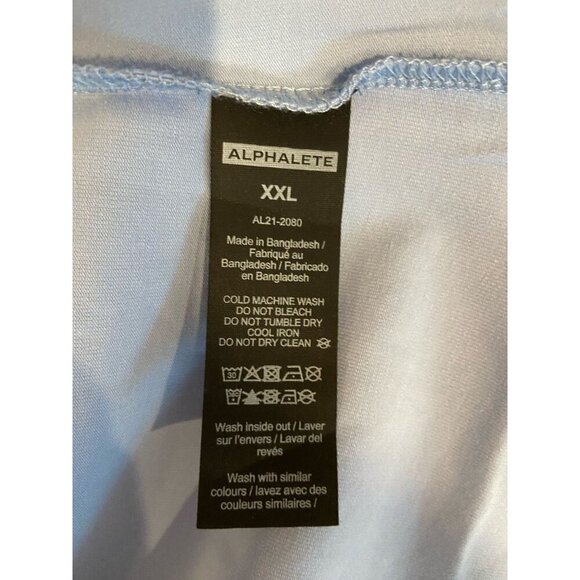 ALPHALETE
XXL
AL21-2080
Made in Bangladesh /
Fabriqué au
Bangladesh / Fabricado
en Bangladesh
COLD MACHINE WASH
DO NOT BLEACH
DO NOT TUMBLE DRY
COOL IRON
DO NOT DRY CLEAN
30
Wash inside out / Laver
sur l'envers / Lavar del
revés
Wash with similar
colours / lavez avec des
couleurs similaires /